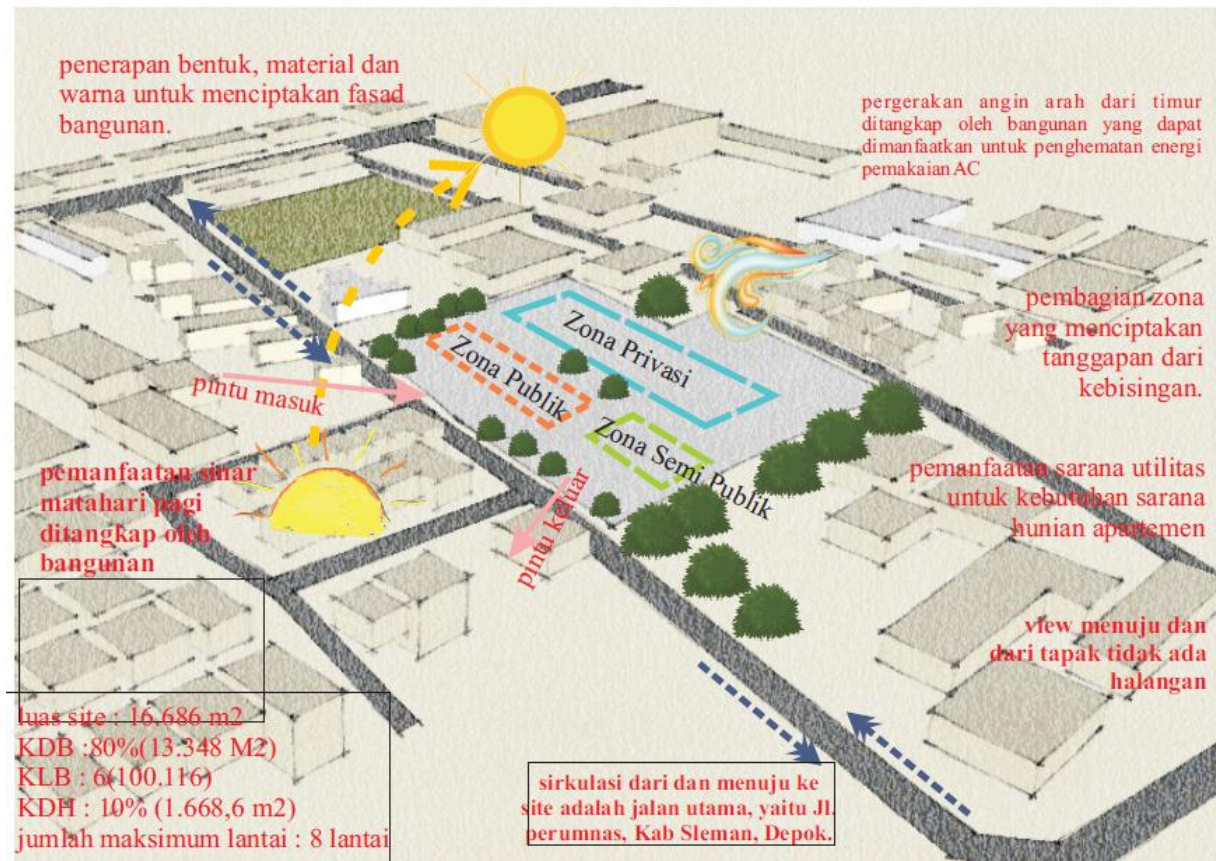 penerapan bentuk, material dan
warna untuk menciptakan fasad
bangunan.
pergerakan angin arah dari timur
ditangkap oleh bangunan yang dapat
dimanfaatkan untuk penghematan energi
pemakaian AC
pembagian zona
yang menciptakan
tanggapan dari
kebisingan.
Zona Privasi
Zona Publik
Zona Semi Publik
pintu masuk
pintu keluar
pemanfaatan sinar
matahari pagi
ditangkap oleh
bangunan
pemanfaatan sarana utilitas
untuk kebutuhan sarana
hunian apartemen
view menuju dan
dari tapak tidak ada
halangan
luas site : 16.686 m2
KDB :80%(13.348 M2)
KLB : 6(100.116)
KDH : 10% (1.668,6 m2)
jumlah maksimum lantai : 8 lantai
sirkulasi dari dan menuju ke
site adalah jalan utama, yaitu Jl.
perumnas, Kab Sleman, Depok.